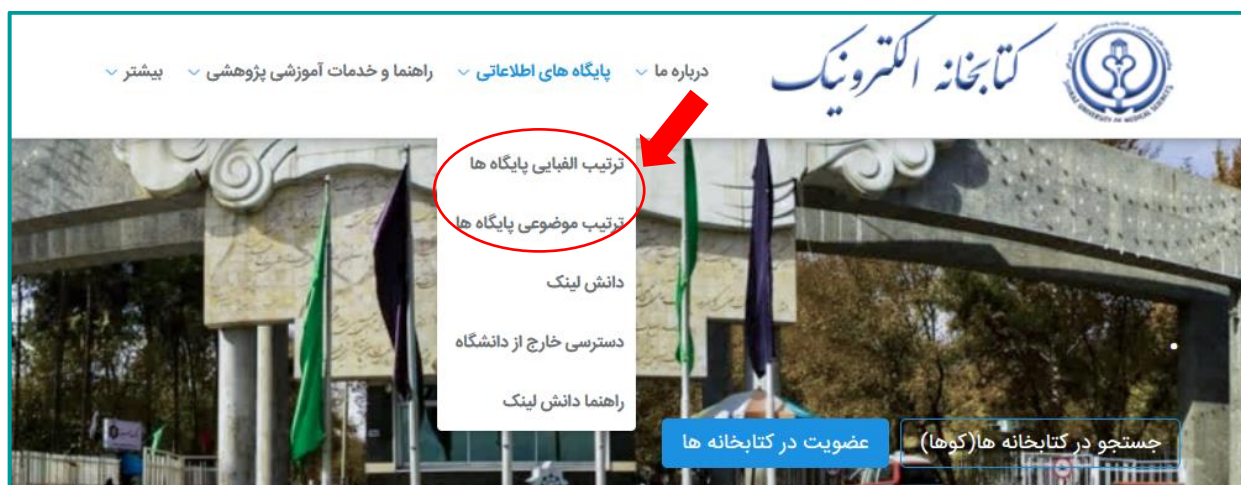 کتابخانه الکترونیک
درباره ما
پایگاه های اطلاعاتی
راهنما و خدمات آموزشی پژوهشی
بیشتر
ترتیب الفبایی پایگاه ها
ترتیب موضوعی پایگاه ها
دانش لینک
دسترسی خارج از دانشگاه
راهنما دانش لینک
جستجو در کتابخانه ها(کوها)
عضویت در کتابخانه ها